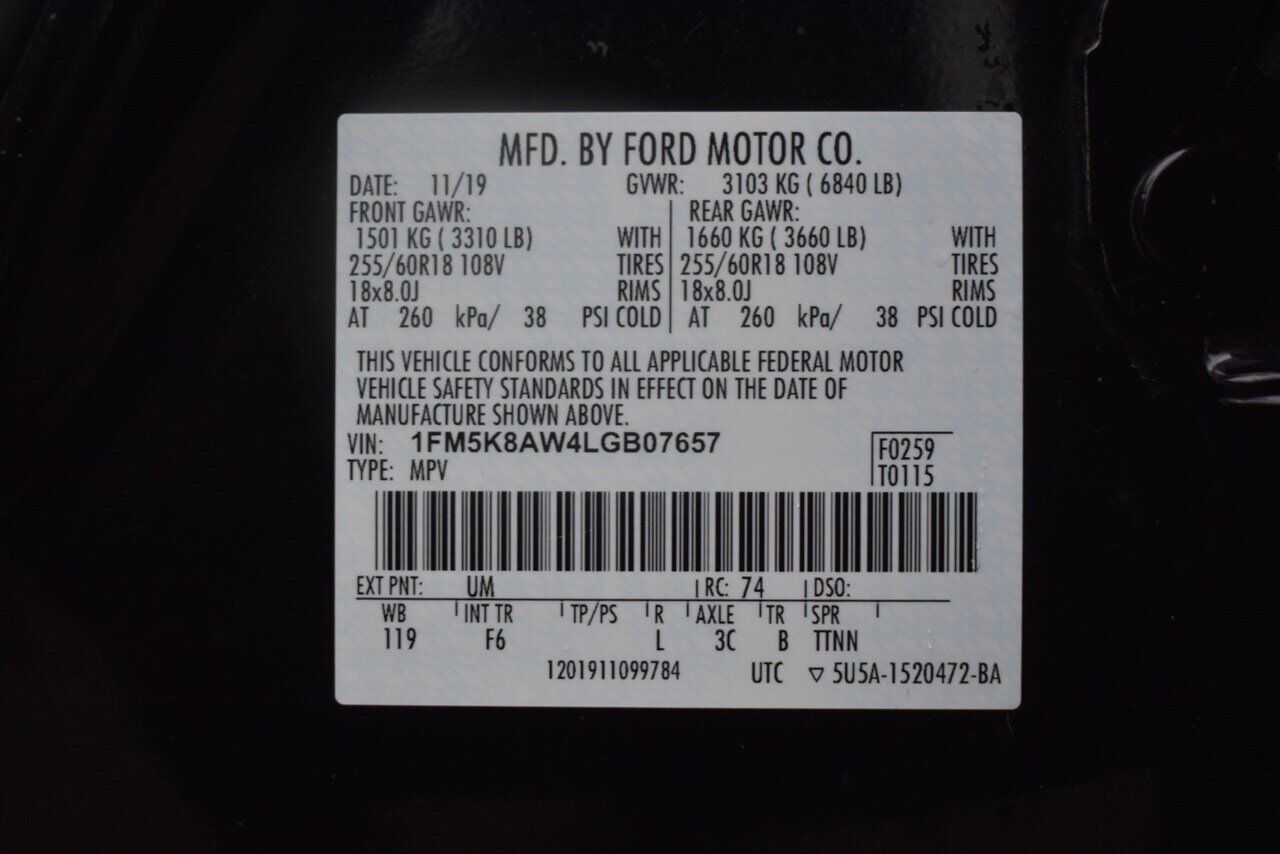 MFD. BY FORD MOTOR CO.
DATE: 11/19 GVWR: 3103 KG ( 6840 LB)
FRONT GAWR: REAR GAWR:
1501 KG ( 3310 LB) WITH 1660 KG ( 3660 LB) WITH
255/60R18 108V TIRES 255/60R18 108V TIRES
18x8.0J RIMS 18x8.0J RIMS
AT 260 kPa/ 38 PSI COLD AT 260 kPa/ 38 PSI COLD
THIS VEHICLE CONFORMS TO ALL APPLICABLE FEDERAL MOTOR
VEHICLE SAFETY STANDARDS IN EFFECT ON THE DATE OF
MANUFACTURE SHOWN ABOVE.
VIN: 1FM5K8AW4LGB07657 F0259
TYPE: MPV T0115
EXT PNT: UM RC: 74 DSO:
WB INT TR TP/PS R AXLE TR SPR
119 F6 L 3C B TTNN
1201911099784 UTC ▽ 5U5A-1520472-BA